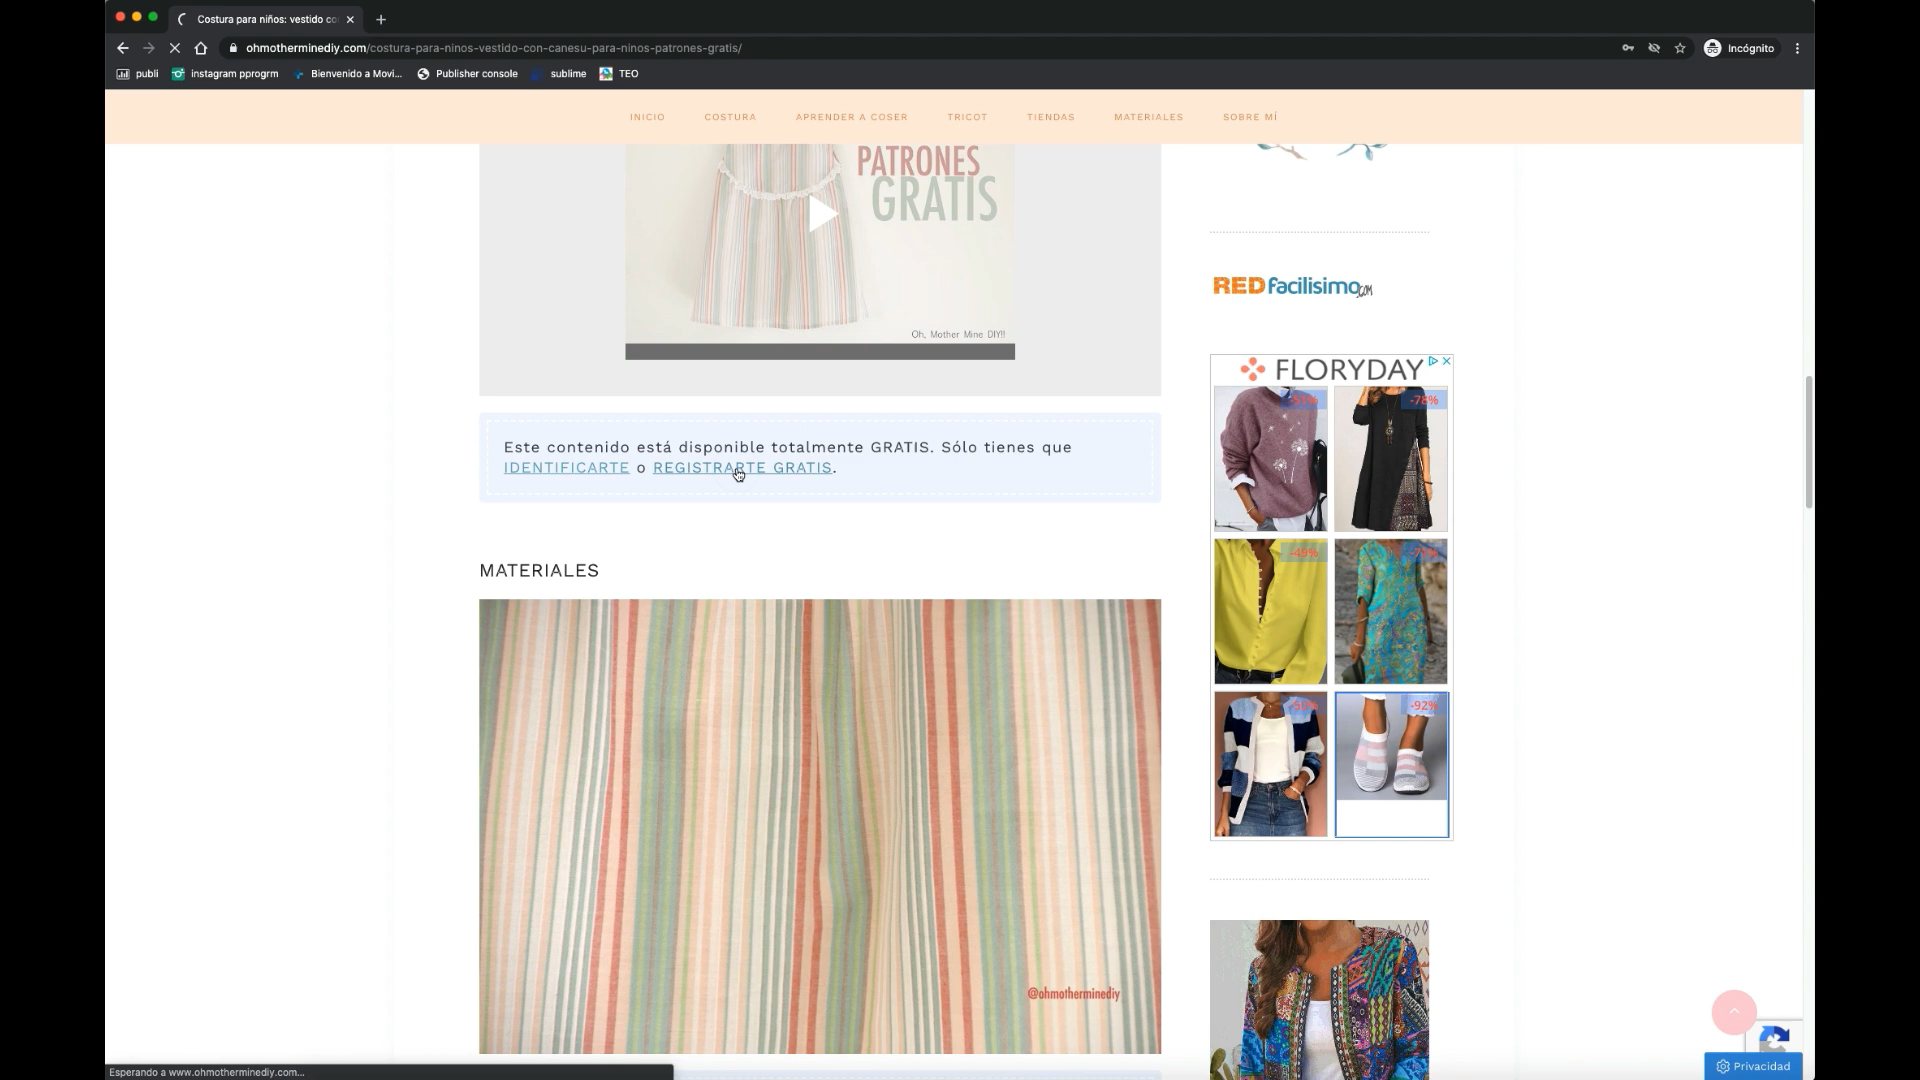 Costura para niños: vestido co
ohmotherminediy.com/costura-para-ninos-vestido-con-canesu-para-ninos-patrones-gratis/
Incógnito
publi
instagram pprogrm
Bienvenido a Movi...
Publisher console
sublime
TEO
INICIO
COSTURA
APRENDER A COSER
TRICOT
TIENDAS
MATERIALES
SOBRE MÍ
PATRONES
GRATIS
Oh, Mother Mine DIY!!
Este contenido está disponible totalmente GRATIS. Sólo tienes que
IDENTIFICARTE o REGISTRARTE GRATIS.
MATERIALES
@ohmotherminediy
REDfacilisimo.com
FLORYDAY
-78%
-49%
-92%
Privacidad
Esperando a www.ohmotherminediy.com...